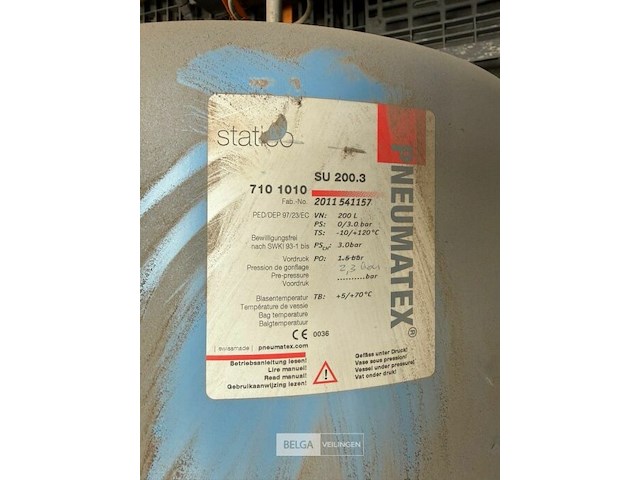 statico
PNEUMATEX®
SU 200.3
710 1010
Fab.-No. 2011 541157
PED/DEP 97/23/EC VN: 200 L
PS: 0/3.0 bar
TS: -10/+120°C
Bewilligungsfrei
nach SWKI 93-1 bis PSCH: 3.0bar
Vordruck PO: 1.6 bar
Pression de gonflage 2,3 bar
Pre-pressure ..........bar
Voordruk
Blasentemperatur TB: +5/+70°C
Température de vessie
Bag temperature
Balgtemperatuur
CE 0036
swissmade | pneumatex.com
Betriebsanleitung lesen!
Lire manuel!
Read manual!
Gebruikaanwijzing lezen!
Gefäss unter Druck!
Vase sous pression!
Vessel under pressure!
Vat onder druk!
BELGA VEILINGEN